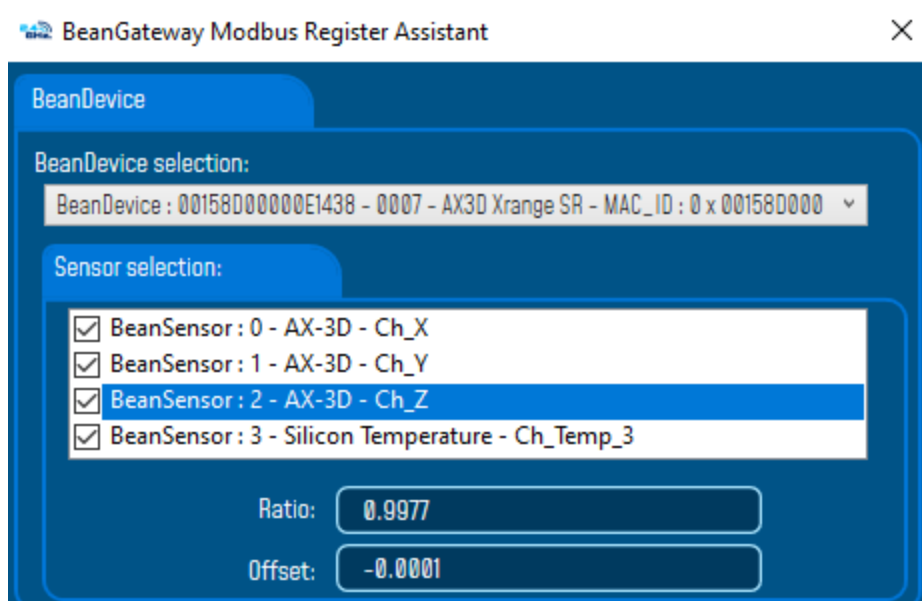 BeanGateway Modbus Register Assistant
BeanDevice
BeanDevice selection:
BeanDevice : 00158D00000E1438 - 0007 - AX3D Xrange SR - MAC_ID : 0 x 00158D000
Sensor selection:
BeanSensor : 0 - AX-3D - Ch_X
BeanSensor : 1 - AX-3D - Ch_Y
BeanSensor : 2 - AX-3D - Ch_Z
BeanSensor : 3 - Silicon Temperature - Ch_Temp_3
Ratio: 0.9977
Offset: -0.0001